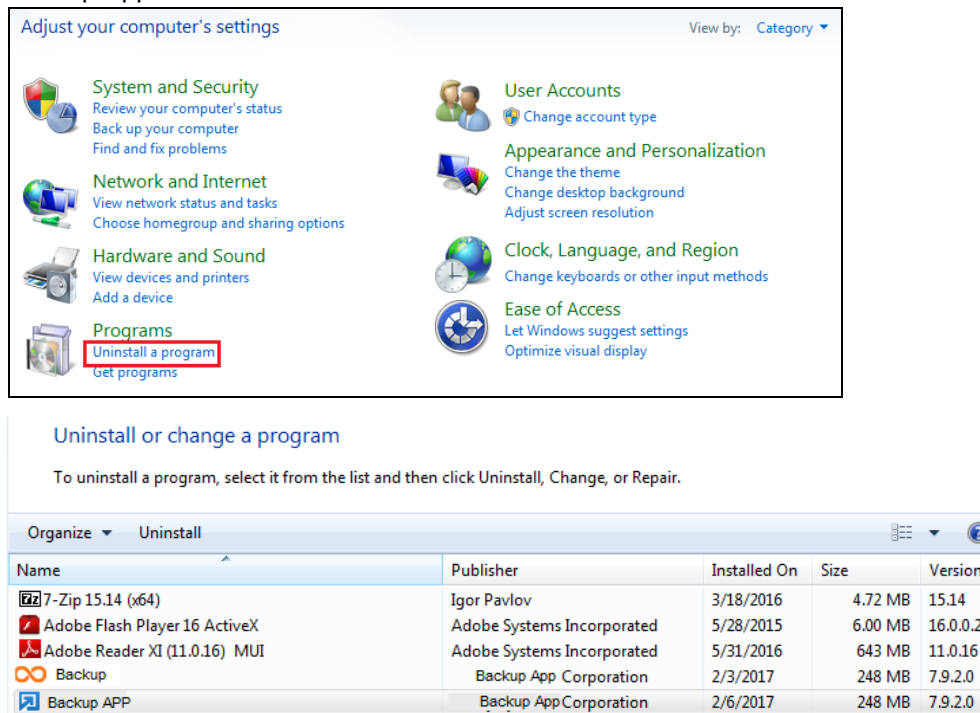 Adjust your computer's settings
View by: Category
System and Security
Review your computer's status
Back up your computer
Find and fix problems
Network and Internet
View network status and tasks
Choose homegroup and sharing options
Hardware and Sound
View devices and printers
Add a device
Programs
Uninstall a program
Get programs
User Accounts
Change account type
Appearance and Personalization
Change the theme
Change desktop background
Adjust screen resolution
Clock, Language, and Region
Change keyboards or other input methods
Ease of Access
Let Windows suggest settings
Optimize visual display
Uninstall or change a program
To uninstall a program, select it from the list and then click Uninstall, Change, or Repair.
Organize Uninstall
Name Publisher Installed On Size Version
7-Zip 15.14 (x64) Igor Pavlov 3/18/2016 4.72 MB 15.14
Adobe Flash Player 16 ActiveX Adobe Systems Incorporated 5/28/2015 6.00 MB 16.0.0.2
Adobe Reader XI (11.0.16) MUI Adobe Systems Incorporated 5/31/2016 643 MB 11.0.16
Backup Backup App Corporation 2/3/2017 248 MB 7.9.2.0
Backup APP Backup App Corporation 2/6/2017 248 MB 7.9.2.0